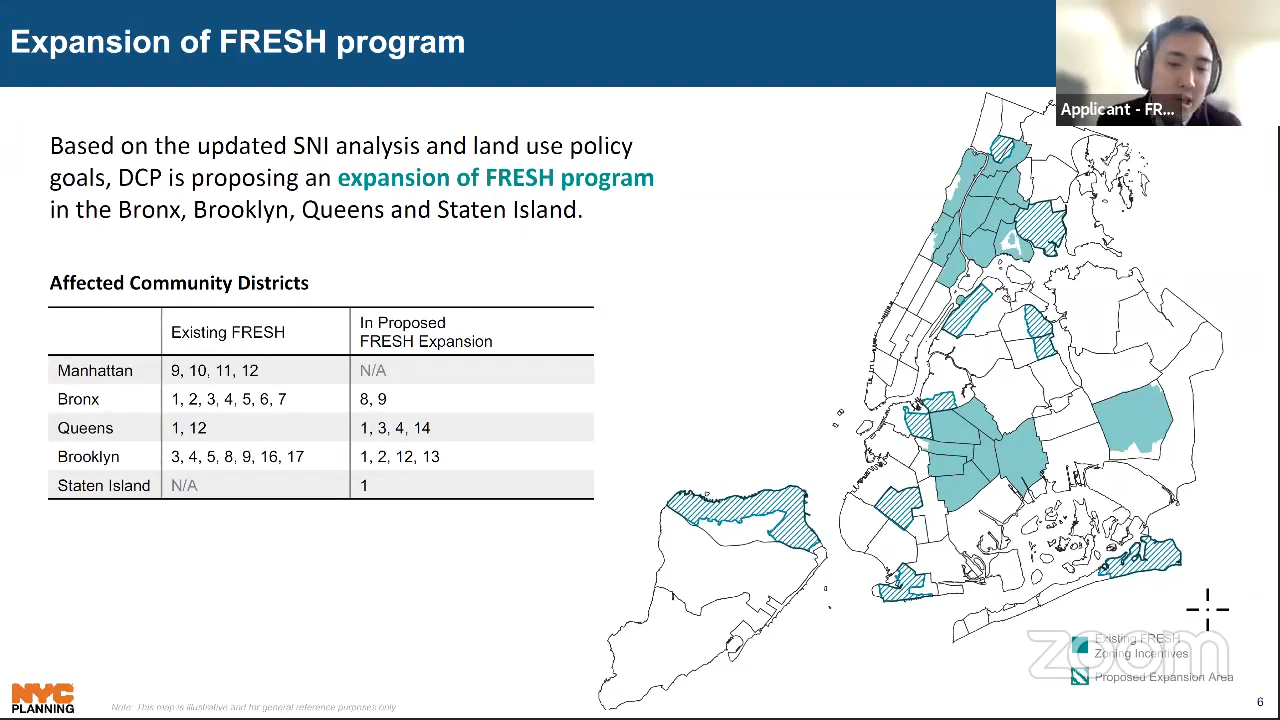 Expansion of FRESH program
Applicant - FR...
Based on the updated SNI analysis and land use policy
goals, DCP is proposing an expansion of FRESH program
in the Bronx, Brooklyn, Queens and Staten Island.
Affected Community Districts
Existing FRESH
In Proposed
FRESH Expansion
Manhattan 9, 10, 11, 12 N/A
Bronx 1, 2, 3, 4, 5, 6, 7 8, 9
Queens 1, 12 1, 3, 4, 14
Brooklyn 3, 4, 5, 8, 9, 16, 17 1, 2, 12, 13
Staten Island N/A 1
Existing FRESH
Zoning Incentives
zoom
Proposed Expansion Area
NYC
PLANNING
Note: This map is illustrative and for general reference purposes only
6